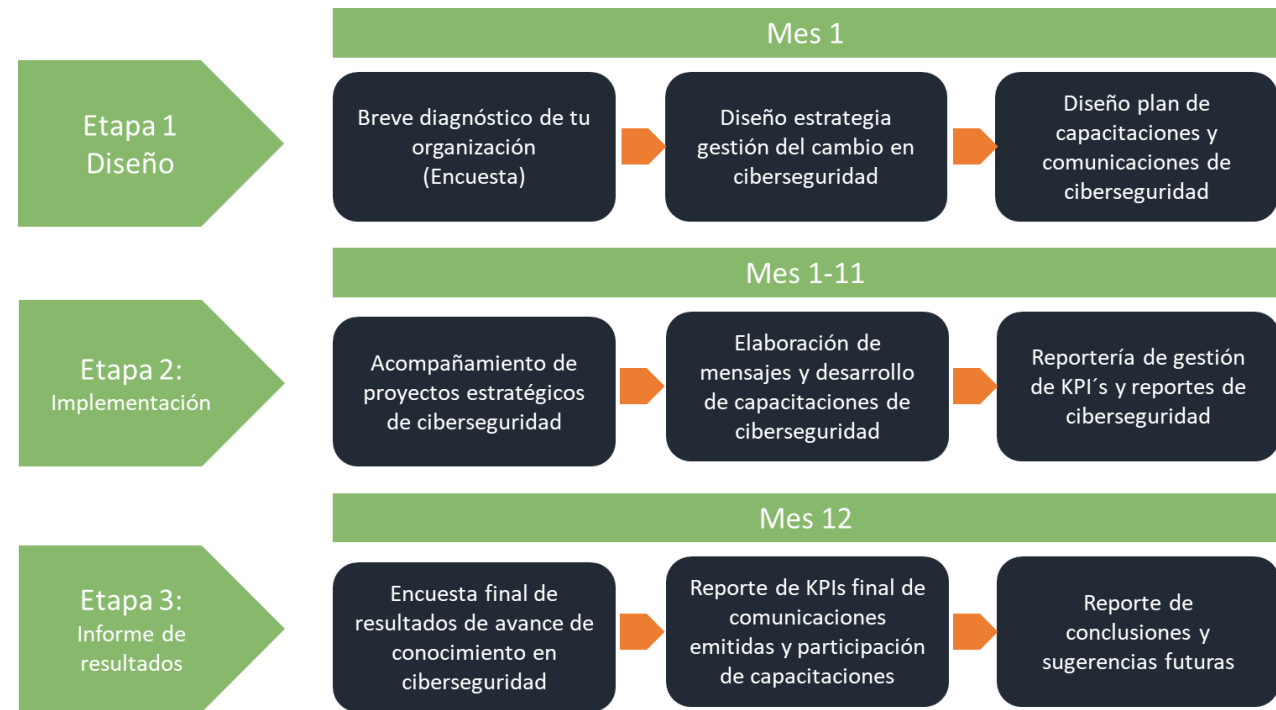 Mes 1
Etapa 1
Diseño
Breve diagnóstico de tu
organización
(Encuesta)
Diseño estrategia
gestión del cambio en
ciberseguridad
Diseño plan de
capacitaciones y
comunicaciones de
ciberseguridad
Mes 1-11
Etapa 2:
Implementación
Acompañamiento de
proyectos estratégicos
de ciberseguridad
Elaboración de
mensajes y desarrollo
de capacitaciones de
ciberseguridad
Reportería de gestión
de KPI´s y reportes de
ciberseguridad
Mes 12
Etapa 3:
Informe de
resultados
Encuesta final de
resultados de avance de
conocimiento en
ciberseguridad
Reporte de KPIs final de
comunicaciones
emitidas y participación
de capacitaciones
Reporte de
conclusiones y
sugerencias futuras